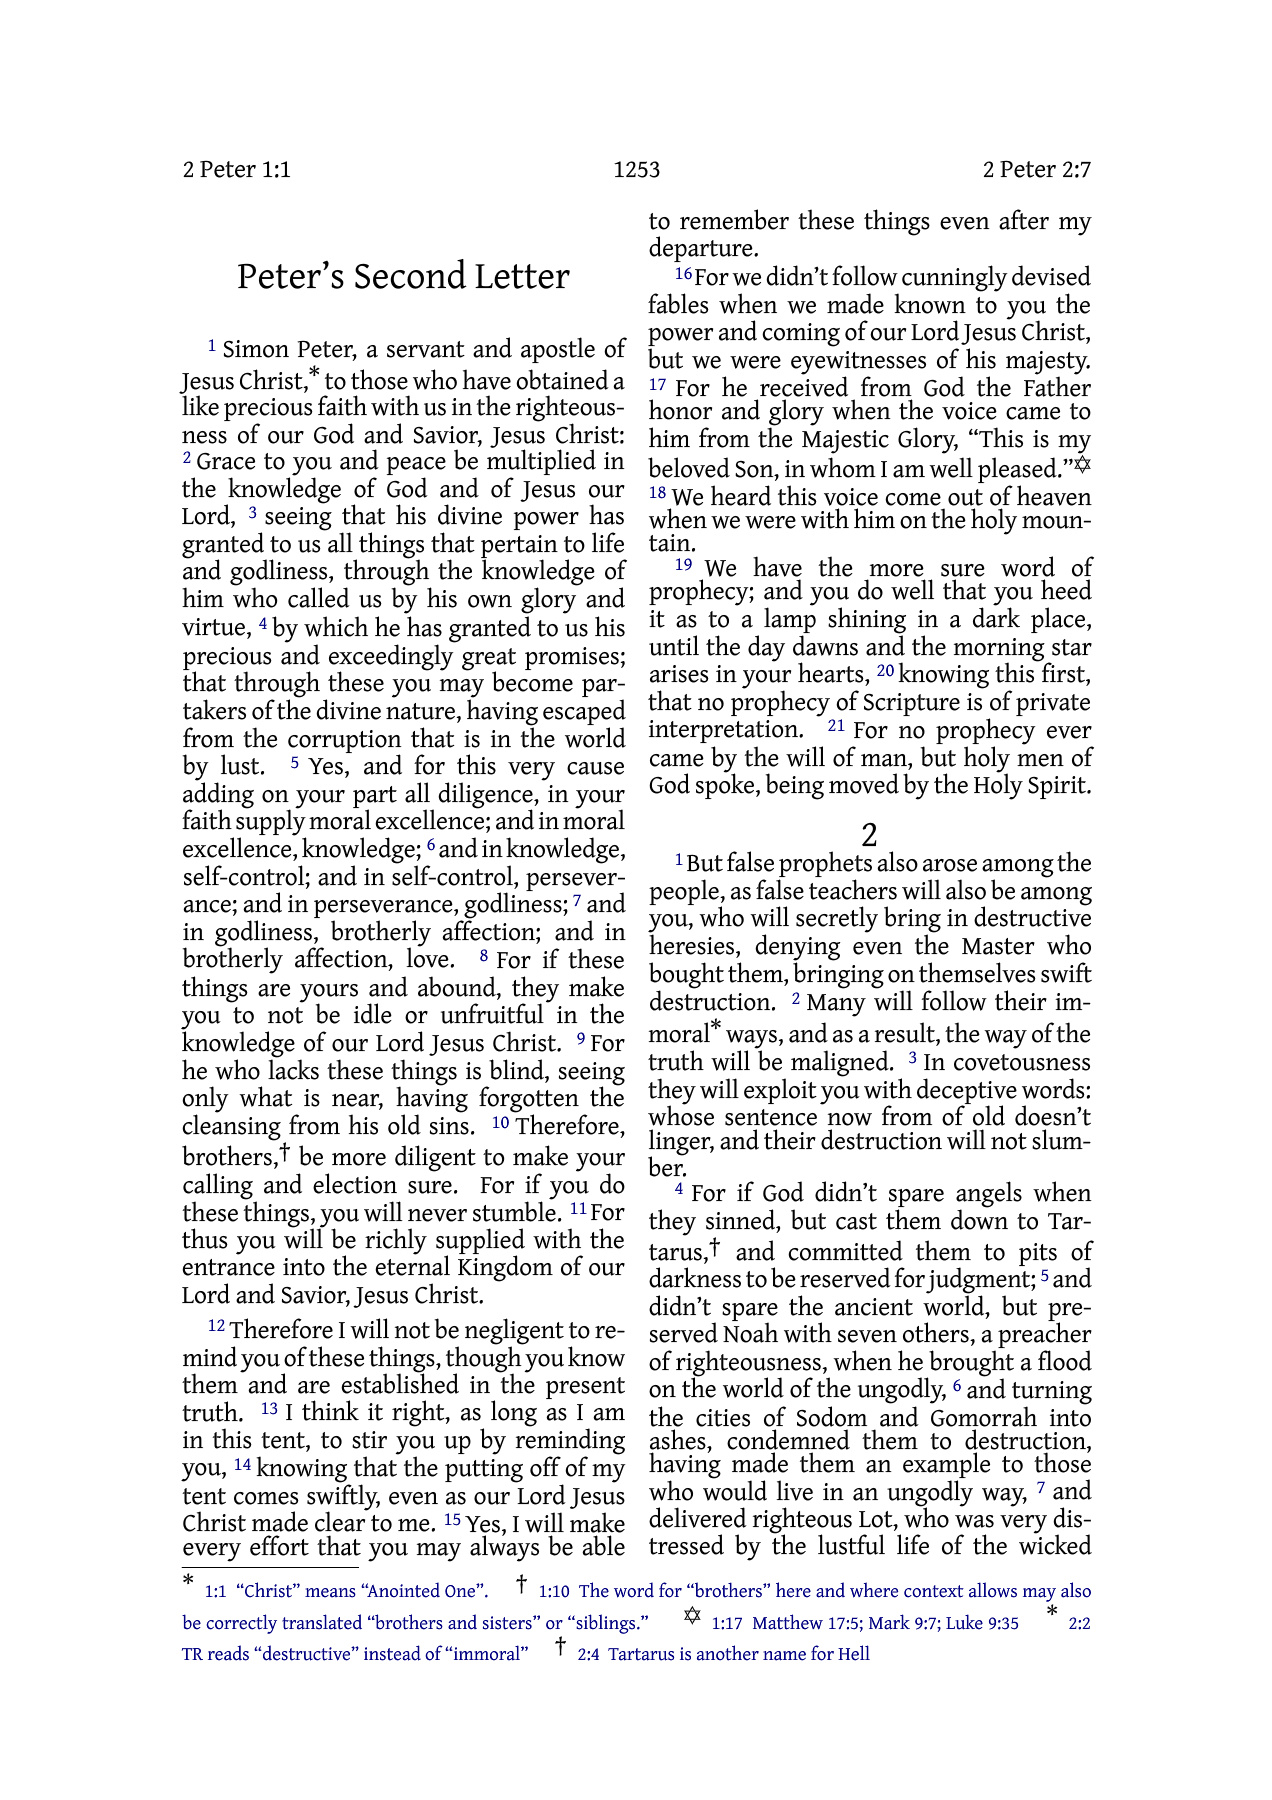 2 Peter 1:1 1253 2 Peter 2:7
Peter’s Second Letter
1 Simon Peter, a servant and apostle of
Jesus Christ,* to those who have obtained a
like precious faith with us in the righteous-
ness of our God and Savior, Jesus Christ:
2 Grace to you and peace be multiplied in
the knowledge of God and of Jesus our
Lord, 3 seeing that his divine power has
granted to us all things that pertain to life
and godliness, through the knowledge of
him who called us by his own glory and
virtue, 4 by which he has granted to us his
precious and exceedingly great promises;
that through these you may become par-
takers of the divine nature, having escaped
from the corruption that is in the world
by lust. 5 Yes, and for this very cause
adding on your part all diligence, in your
faith supply moral excellence; and in moral
excellence, knowledge; 6 and in knowledge,
self-control; and in self-control, persever-
ance; and in perseverance, godliness; 7 and
in godliness, brotherly affection; and in
brotherly affection, love. 8 For if these
things are yours and abound, they make
you to not be idle or unfruitful in the
knowledge of our Lord Jesus Christ. 9 For
he who lacks these things is blind, seeing
only what is near, having forgotten the
cleansing from his old sins. 10 Therefore,
brothers,† be more diligent to make your
calling and election sure. For if you do
these things, you will never stumble. 11 For
thus you will be richly supplied with the
entrance into the eternal Kingdom of our
Lord and Savior, Jesus Christ.
12 Therefore I will not be negligent to re-
mind you of these things, though you know
them and are established in the present
truth. 13 I think it right, as long as I am
in this tent, to stir you up by reminding
you, 14 knowing that the putting off of my
tent comes swiftly, even as our Lord Jesus
Christ made clear to me. 15 Yes, I will make
every effort that you may always be able
to remember these things even after my
departure.
16 For we didn’t follow cunningly devised
fables when we made known to you the
power and coming of our Lord Jesus Christ,
but we were eyewitnesses of his majesty.
17 For he received from God the Father
honor and glory when the voice came to
him from the Majestic Glory, “This is my
beloved Son, in whom I am well pleased.”✡
18 We heard this voice come out of heaven
when we were with him on the holy moun-
tain.
19 We have the more sure word of
prophecy; and you do well that you heed
it as to a lamp shining in a dark place,
until the day dawns and the morning star
arises in your hearts, 20 knowing this first,
that no prophecy of Scripture is of private
interpretation. 21 For no prophecy ever
came by the will of man, but holy men of
God spoke, being moved by the Holy Spirit.
2
1 But false prophets also arose among the
people, as false teachers will also be among
you, who will secretly bring in destructive
heresies, denying even the Master who
bought them, bringing on themselves swift
destruction. 2 Many will follow their im-
moral* ways, and as a result, the way of the
truth will be maligned. 3 In covetousness
they will exploit you with deceptive words:
whose sentence now from of old doesn’t
linger, and their destruction will not slum-
ber.
4 For if God didn’t spare angels when
they sinned, but cast them down to Tar-
tarus,† and committed them to pits of
darkness to be reserved for judgment; 5 and
didn’t spare the ancient world, but pre-
served Noah with seven others, a preacher
of righteousness, when he brought a flood
on the world of the ungodly, 6 and turning
the cities of Sodom and Gomorrah into
ashes, condemned them to destruction,
having made them an example to those
who would live in an ungodly way, 7 and
delivered righteous Lot, who was very dis-
tressed by the lustful life of the wicked
* 1:1 “Christ” means “Anointed One”. † 1:10 The word for “brothers” here and where context allows may also
be correctly translated “brothers and sisters” or “siblings.” ✡ 1:17 Matthew 17:5; Mark 9:7; Luke 9:35 * 2:2
TR reads “destructive” instead of “immoral” † 2:4 Tartarus is another name for Hell